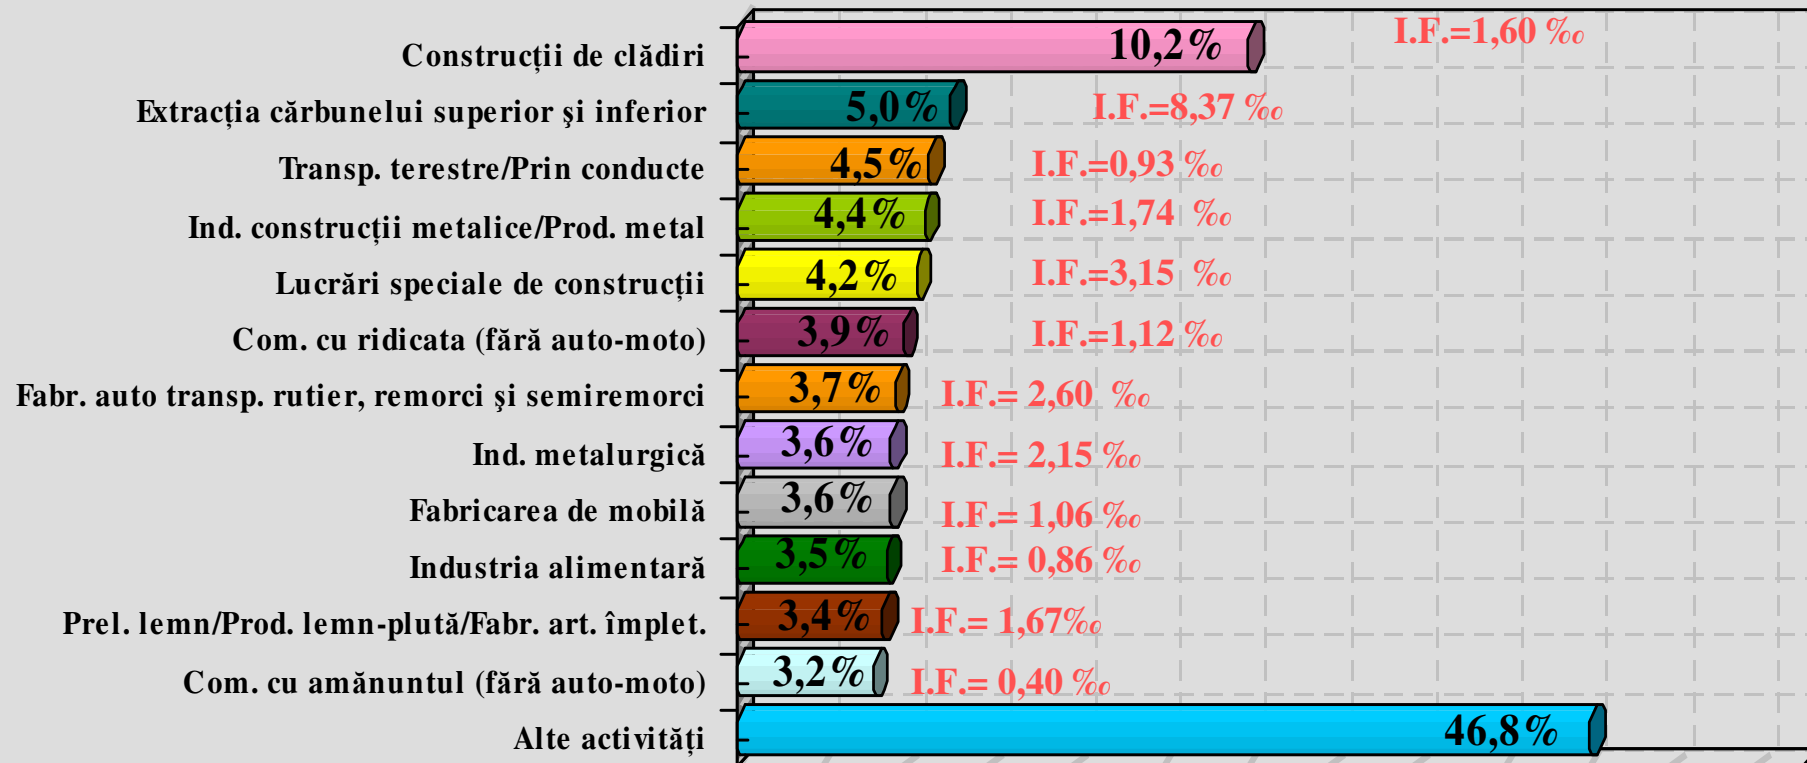 Construcții de clădiri 10,2% I.F.=1,60 ‰
Extracția cărbunelui superior şi inferior 5,0% I.F.=8,37 ‰
Transp. terestre/Prin conducte 4,5% I.F.=0,93 ‰
Ind. construcții metalice/Prod. metal 4,4% I.F.=1,74 ‰
Lucrări speciale de construcții 4,2% I.F.=3,15 ‰
Com. cu ridicata (fără auto-moto) 3,9% I.F.=1,12 ‰
Fabr. auto transp. rutier, remorci şi semiremorci 3,7% I.F.= 2,60 ‰
Ind. metalurgică 3,6% I.F.= 2,15 ‰
Fabricarea de mobilă 3,6% I.F.= 1,06 ‰
Industria alimentară 3,5% I.F.= 0,86 ‰
Prel. lemn/Prod. lemn-plută/Fabr. art. împlet. 3,4% I.F.= 1,67‰
Com. cu amănuntul (fără auto-moto) 3,2% I.F.= 0,40 ‰
Alte activități 46,8%